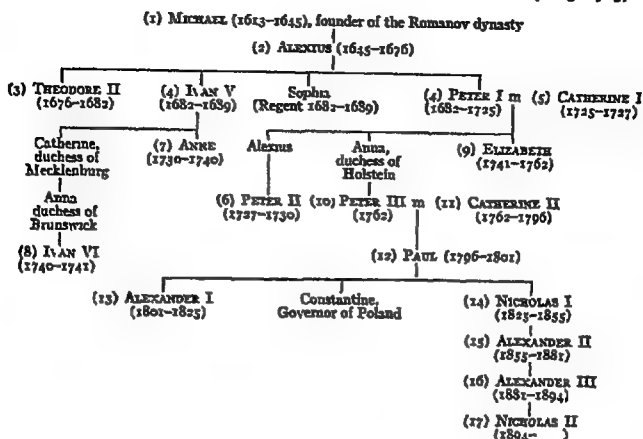 (1) MICHAEL (1613–1645), founder of the Romanov dynasty
(2) ALEXIUS (1645–1676)
(3) THEODORE II (4) IVAN V Sophia (4) PETER I m (5) CATHERINE I
(1676–1682) (1682–1689) (Regent 1682–1689) (1682–1725) (1725–1727)
Catherine, (7) ANNE Alexius Anna, (9) ELIZABETH
duchess of (1730–1740) duchess of (1741–1762)
Mecklenburg Holstein
Anna (6) PETER II (10) PETER III m (11) CATHERINE II
duchess of (1727–1730) (1762) (1762–1796)
Brunswick
(8) IVAN VI (12) PAUL (1796–1801)
(1740–1741)
(13) ALEXANDER I Constantine, (14) NICHOLAS I
(1801–1825) Governor of Poland (1825–1855)
(15) ALEXANDER II
(1855–1881)
(16) ALEXANDER III
(1881–1894)
(17) NICHOLAS II
(1894–